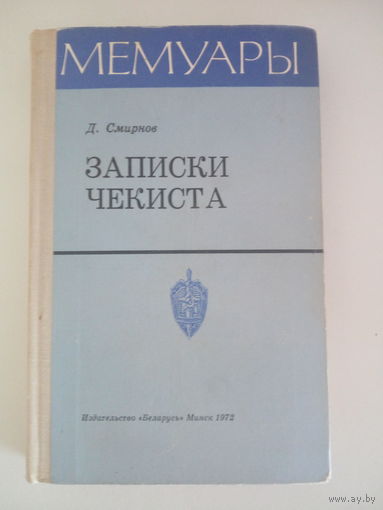 МЕМУАРЫ
Д. Смирнов
ЗАПИСКИ
ЧЕКИСТА
Издательство «Беларусь» Минск 1972
www.ay.by